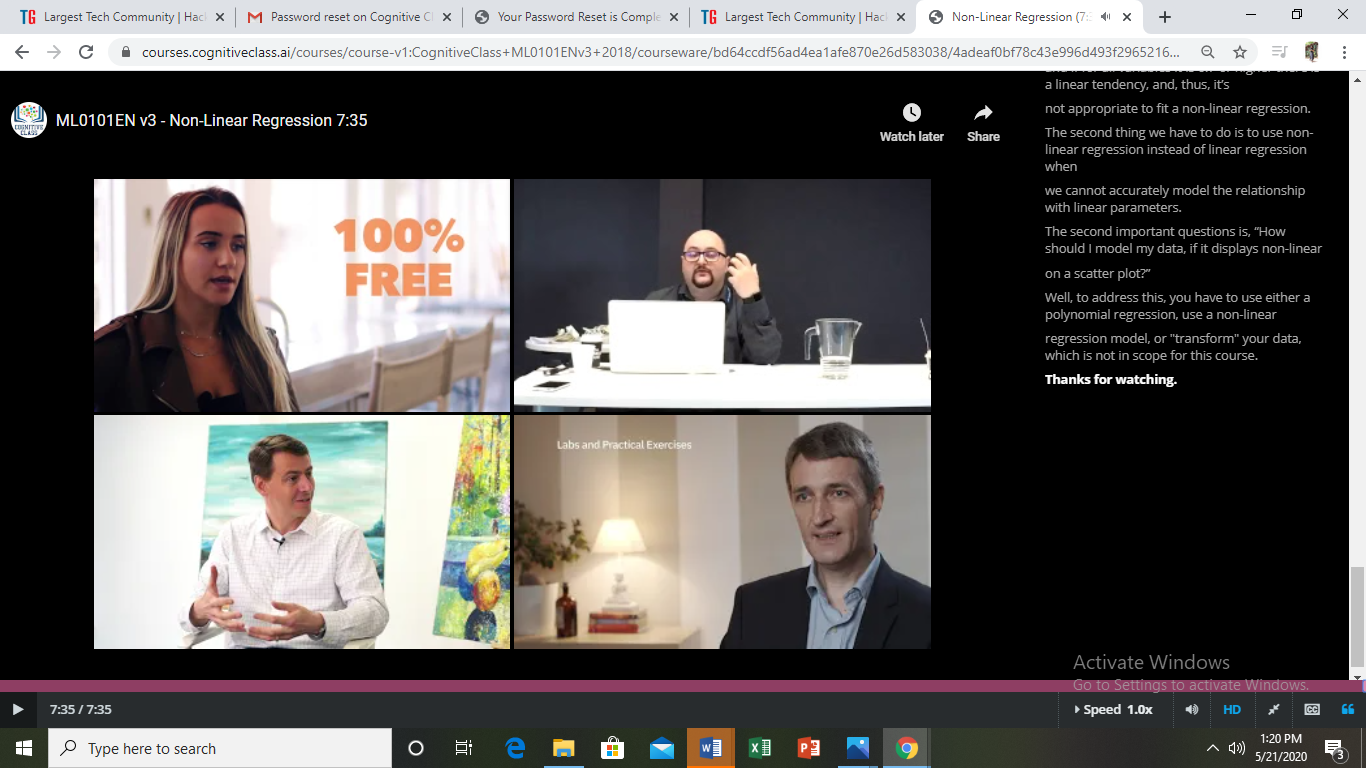 Largest Tech Community | Hac
Password reset on Cognitive Cl
Your Password Reset is Comple
Largest Tech Community | Hac
Non-Linear Regression (7:
courses.cognitiveclass.ai/courses/course-v1:CognitiveClass+ML0101ENv3+2018/courseware/bd64ccdf56ad4ea1afe870e26d583038/4adeaf0bf78c43e996d493f2965216...
COGNITIVE
CLASS
ML0101EN v3 - Non-Linear Regression 7:35
Watch later
Share
100%
FREE
Labs and Practical Exercises
a linear tendency, and, thus, it's
not appropriate to fit a non-linear regression.
The second thing we have to do is to use non-
linear regression instead of linear regression
when
we cannot accurately model the relationship
with linear parameters.
The second important questions is, “How
should I model my data, if it displays non-linear
on a scatter plot?”
Well, to address this, you have to use either a
polynomial regression, use a non-linear
regression model, or "transform" your data,
which is not in scope for this course.
Thanks for watching.
Activate Windows
Go to Settings to activate Windows.
7:35 / 7:35
Speed 1.0x
HD
Type here to search
1:20 PM
5/21/2020
3